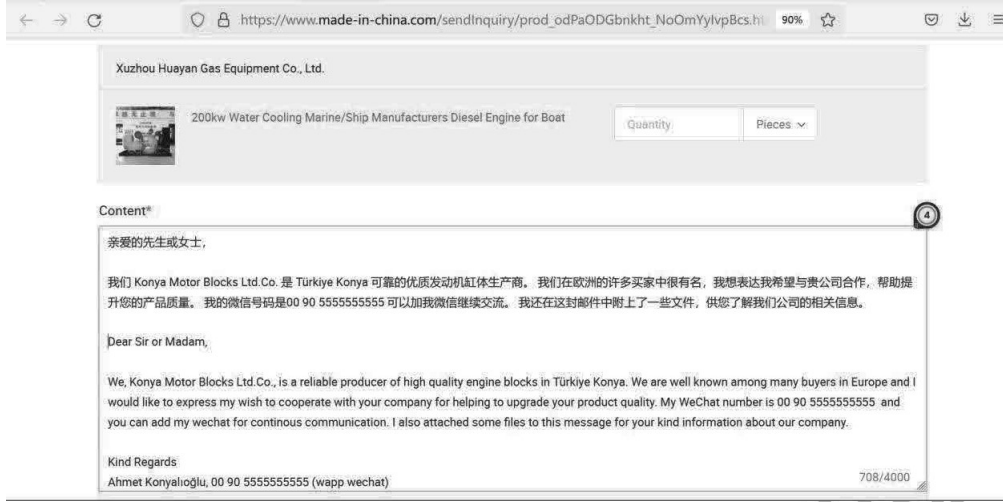 https://www.made-in-china.com/sendInquiry/prod_odPaODGbnkht_NoOmYyIvpBcs.ht
90%
Xuzhou Huayan Gas Equipment Co., Ltd.
200kw Water Cooling Marine/Ship Manufacturers Diesel Engine for Boat
Quantity
Pieces
Content*
4
亲爱的先生或女士，
我们 Konya Motor Blocks Ltd.Co. 是 Türkiye Konya 可靠的优质发动机缸体生产商。 我们在欧洲的许多买家中很有名，我想表达我希望与贵公司合作，帮助提
升您的产品质量。 我的微信号码是00 90 5555555555 可以加我微信继续交流。 我还在这封邮件中附上了一些文件，供您了解我们公司的相关信息。
Dear Sir or Madam,
We, Konya Motor Blocks Ltd.Co., is a reliable producer of high quality engine blocks in Türkiye Konya. We are well known among many buyers in Europe and I
would like to express my wish to cooperate with your company for helping to upgrade your product quality. My WeChat number is 00 90 5555555555 and
you can add my wechat for continous communication. I also attached some files to this message for your kind information about our company.
Kind Regards
Ahmet Konyalıoğlu, 00 90 5555555555 (wapp wechat)
708/4000